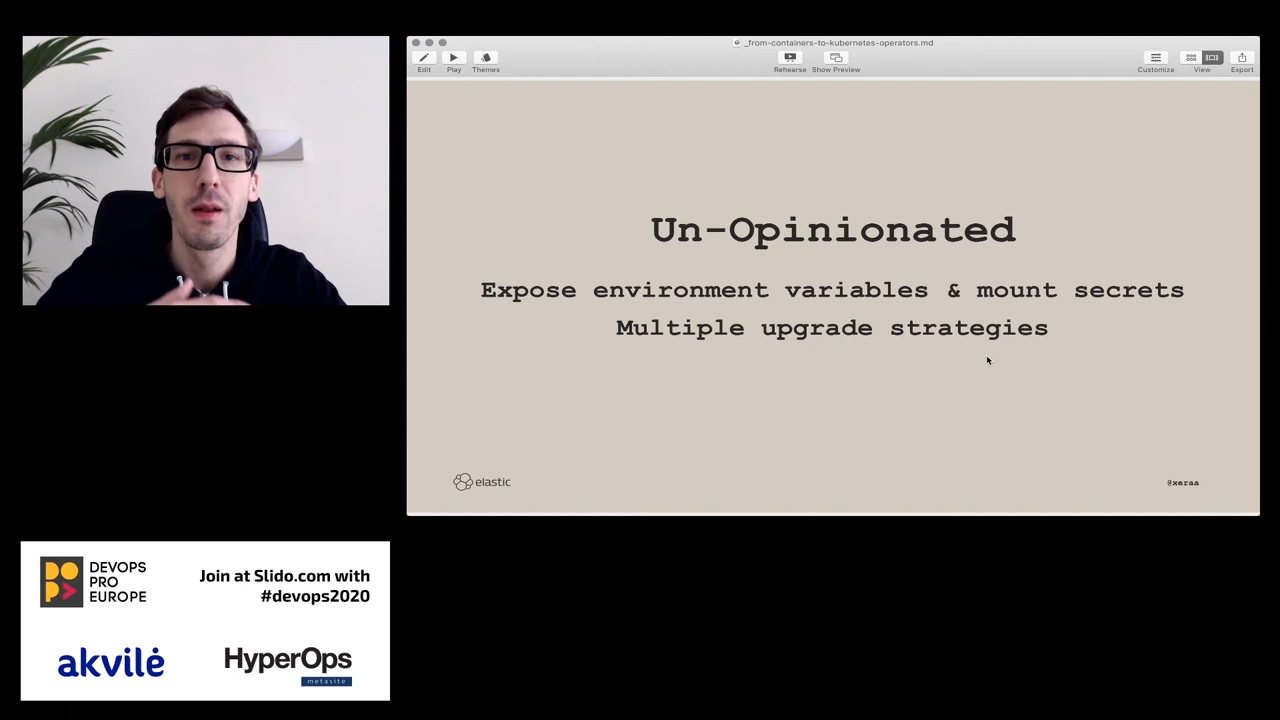 _from-containers-to-kubernetes-operators.md
Edit
Play
Themes
Rehearse
Show Preview
Customize
View
Export
Un-Opinionated
Expose environment variables & mount secrets
Multiple upgrade strategies
elastic
@xeraa
DEVOPS
PRO
EUROPE
Join at Slido.com with
#devops2020
akvilė
HyperOps
metasite